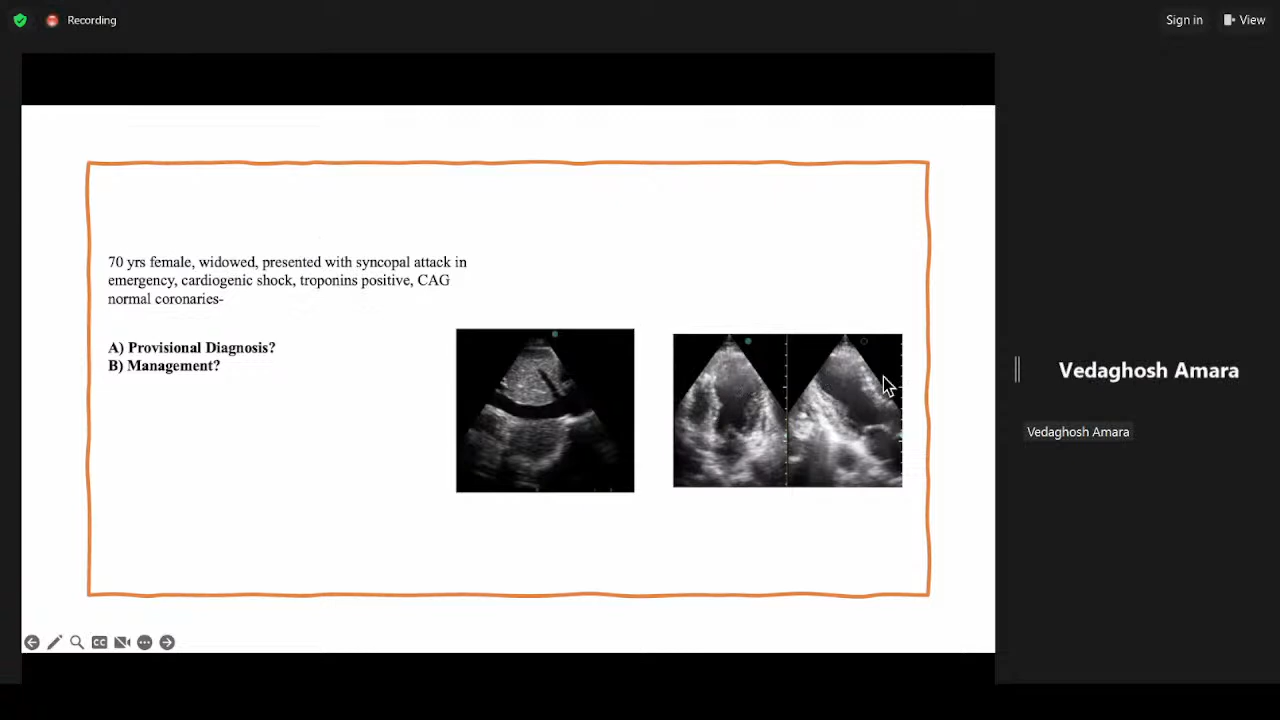 Recording
Sign in
View
70 yrs female, widowed, presented with syncopal attack in
emergency, cardiogenic shock, troponins positive, CAG
normal coronaries-
A) Provisional Diagnosis?
B) Management?
Vedaghosh Amara
Vedaghosh Amara
CC